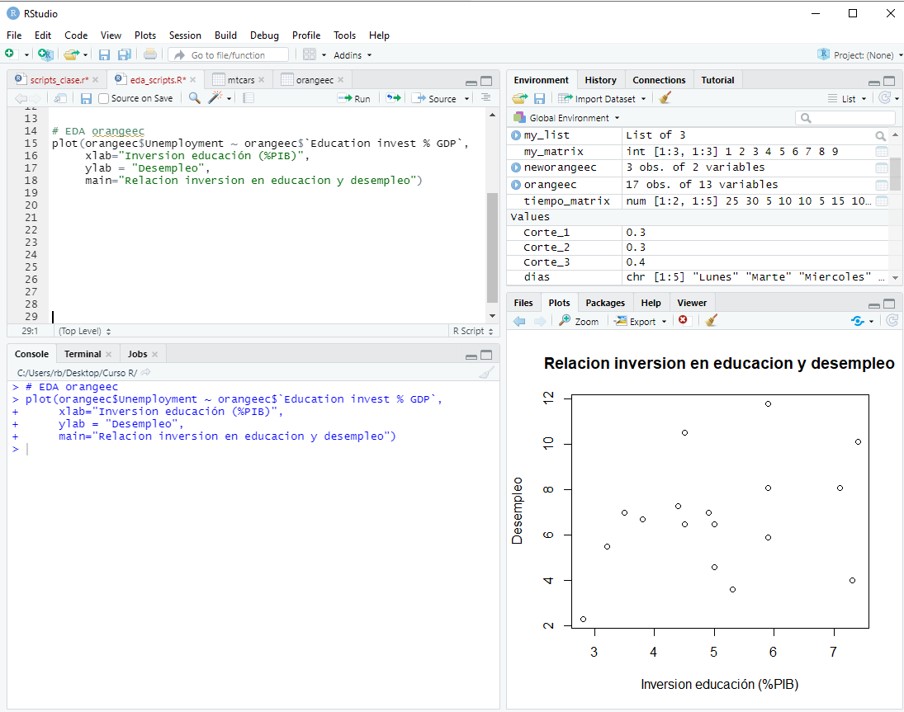 RStudio
File Edit Code View Plots Session Build Debug Profile Tools Help
Go to file/function Addins Project: (None)
scripts_clase.r* eda_scripts.R* mtcars orangeec
Source on Save Run Source
12
13
14 # EDA orangeec
15 plot(orangeec$Unemployment ~ orangeec$`Education invest % GDP`,
16 xlab="Inversion educación (%PIB)",
17 ylab = "Desempleo",
18 main="Relacion inversion en educacion y desempleo")
19
20
21
22
23
24
25
26
27
28
29
29:1 (Top Level) R Script
Console Terminal Jobs
C:/Users/rb/Desktop/Curso R/
> # EDA orangeec
> plot(orangeec$Unemployment ~ orangeec$`Education invest % GDP`,
+ xlab="Inversion educación (%PIB)",
+ ylab = "Desempleo",
+ main="Relacion inversion en educacion y desempleo")
>
Environment History Connections Tutorial
Import Dataset List
Global Environment
my_list List of 3
my_matrix int [1:3, 1:3] 1 2 3 4 5 6 7 8 9
neworangeec 3 obs. of 2 variables
orangeec 17 obs. of 13 variables
tiempo_matrix num [1:2, 1:5] 25 30 5 10 10 5 15 10…
Values
Corte_1 0.3
Corte_2 0.3
Corte_3 0.4
dias chr [1:5] "Lunes" "Marte" "Miercoles" …
Files Plots Packages Help Viewer
Zoom Export
Relacion inversion en educacion y desempleo
12
10
8
6
4
2
Desempleo
3 4 5 6 7
Inversion educación (%PIB)